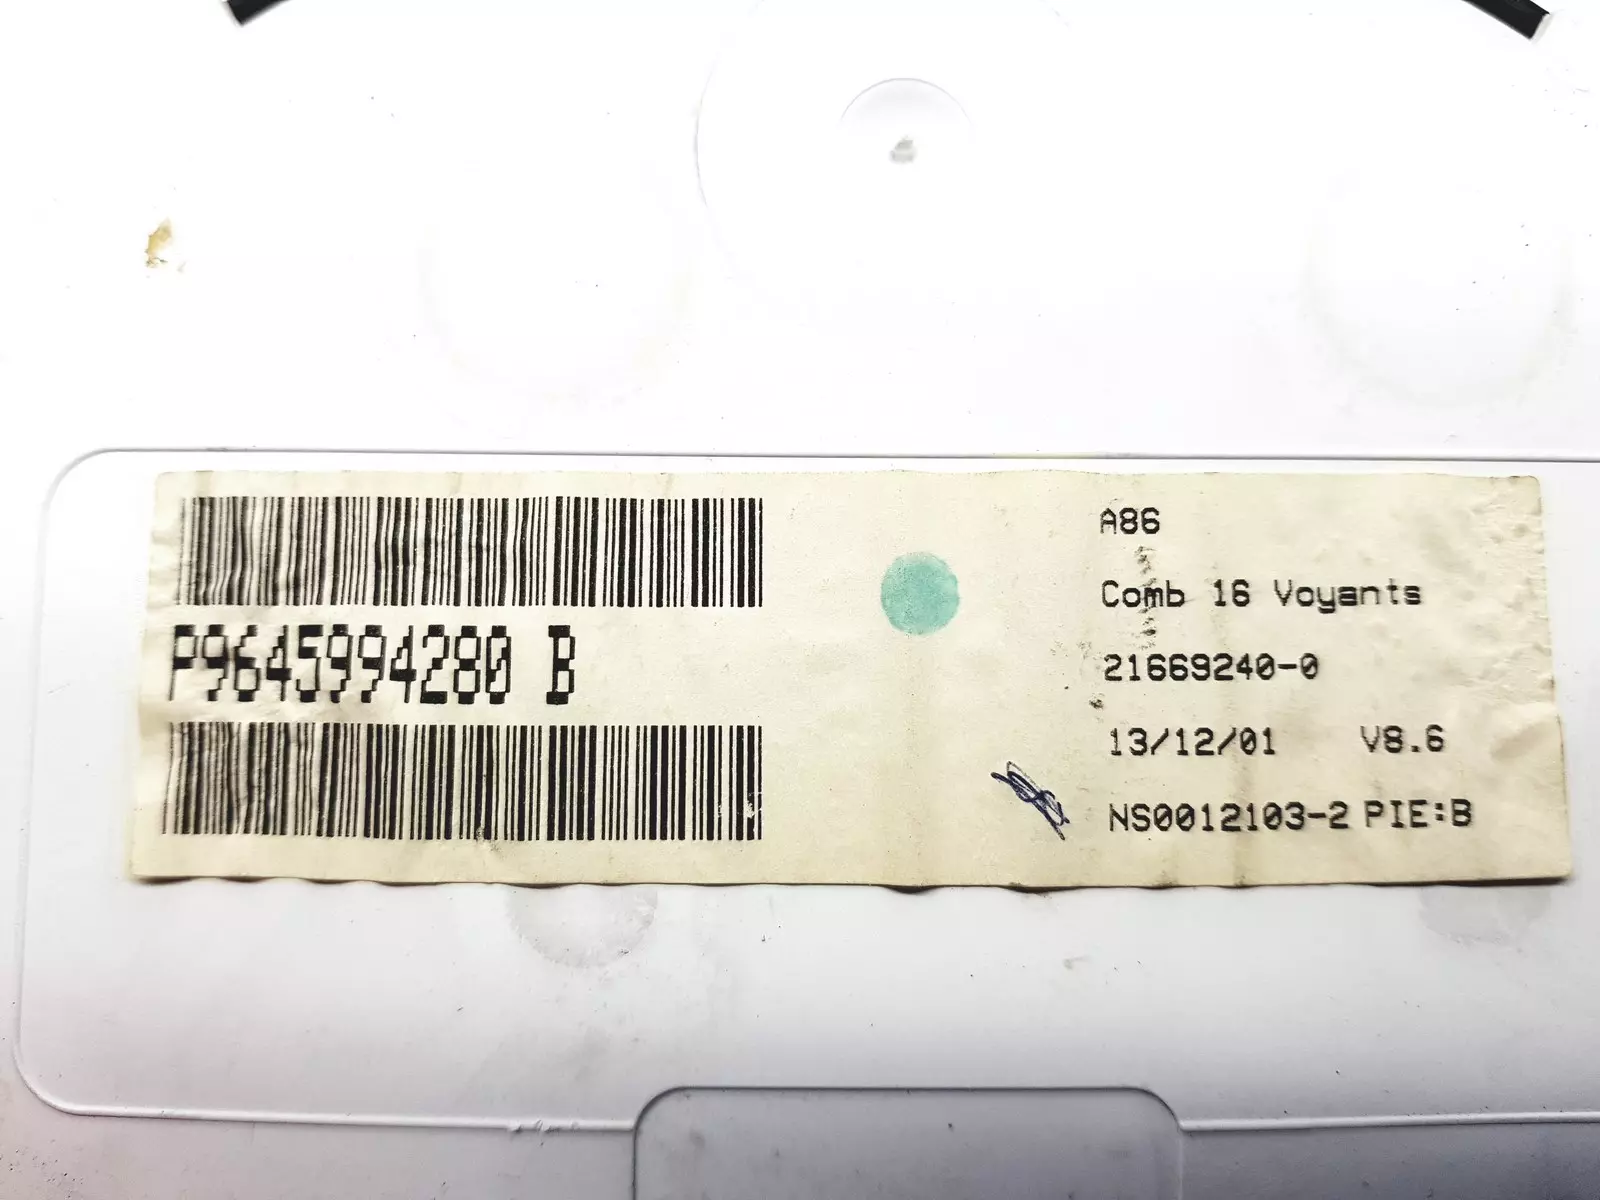 P9645994280 B
A86
Comb 16 Voyants
21669240-0
13/12/01 V8.6
NS0012103-2 PIE:B